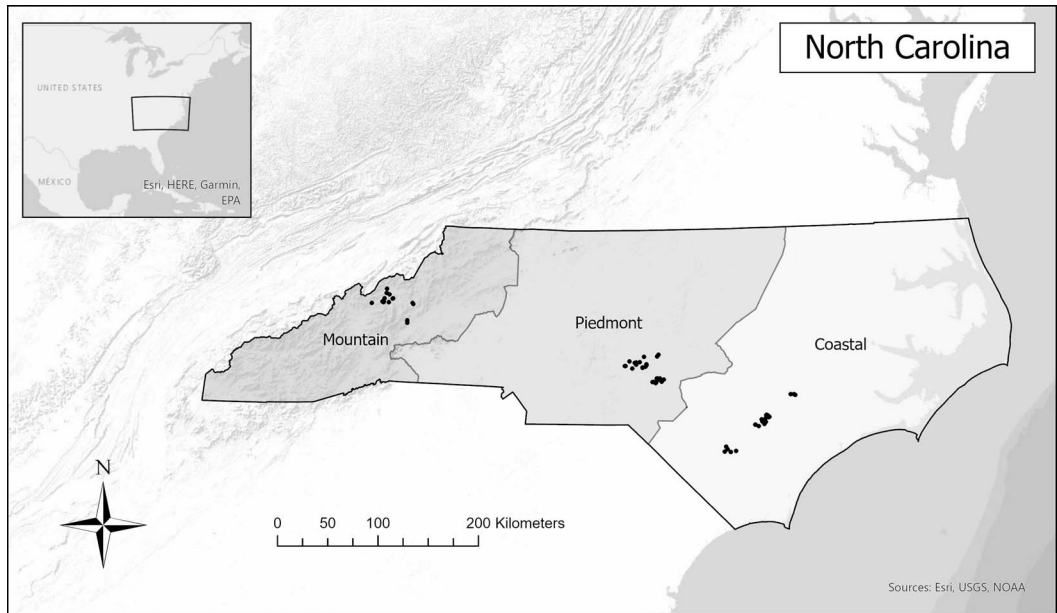 North Carolina
UNITED STATES
MÉXICO
Esri, HERE, Garmin,
EPA
Mountain
Piedmont
Coastal
N
0 50 100 200 Kilometers
Sources: Esri, USGS, NOAA